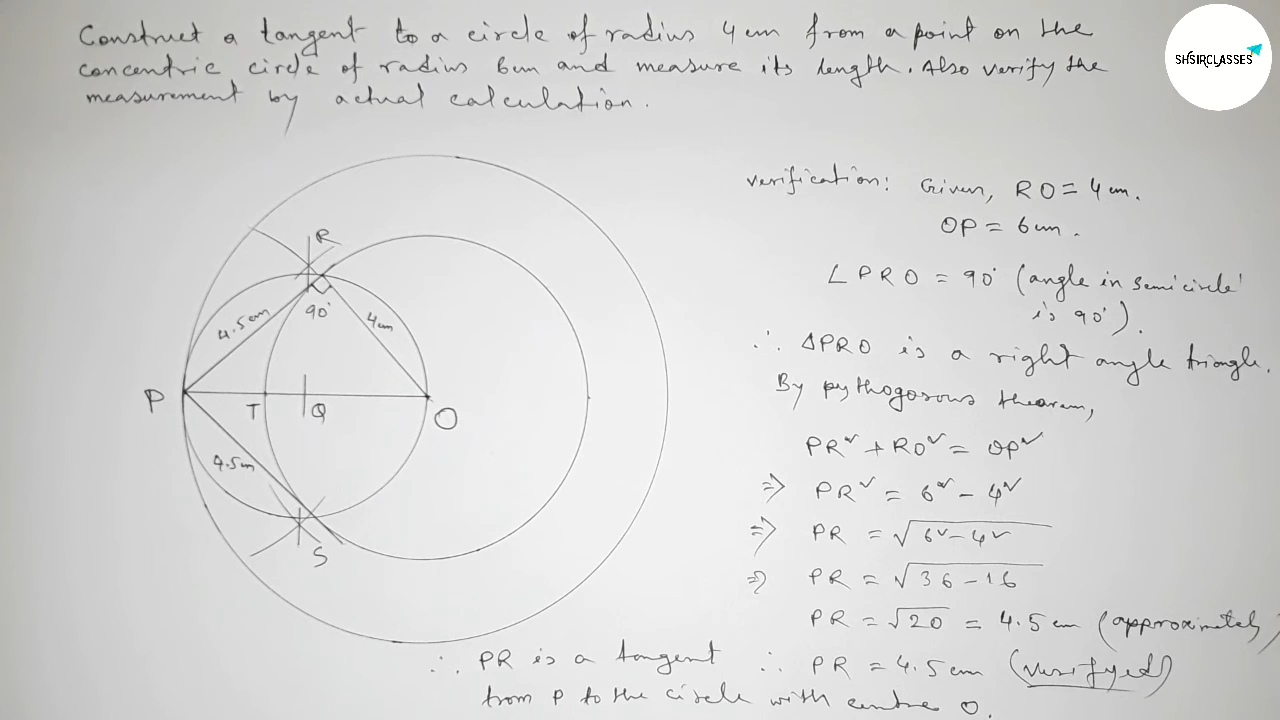 Construct a tangent to a circle of radius 4 cm from a point on the
concentric circle of radius 6cm and measure its length. Also verify the
measurement by actual calculation.
SHSIRCLASSES
verification: Given, RO = 4 cm.
OP = 6 cm.
∠PRO = 90° (angle in semicircle
is 90°).
∴ ΔPRO is a right angle triangle.
By pythogorous theorem,
PR² + RO² = OP²
⇒ PR² = 6² - 4²
⇒ PR = √6² - 4²
⇒ PR = √36 - 16
PR = √20 = 4.5 cm (approximately)
∴ PR = 4.5 cm (verifyed)
∴ PR is a tangent
from P to the circle with centre O.
R
4.5cm
90°
4cm
P
T
Q
O
4.5cm
S